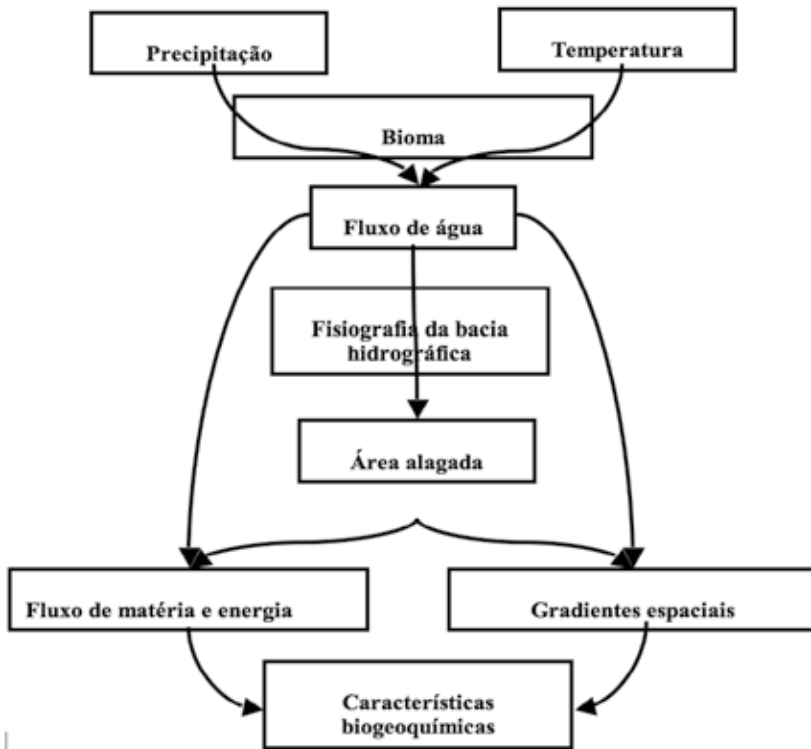 Precipitação
Temperatura
Bioma
Fluxo de água
Fisiografia da bacia
hidrográfica
Área alagada
Fluxo de matéria e energia
Gradientes espaciais
Características
biogeoquímicas